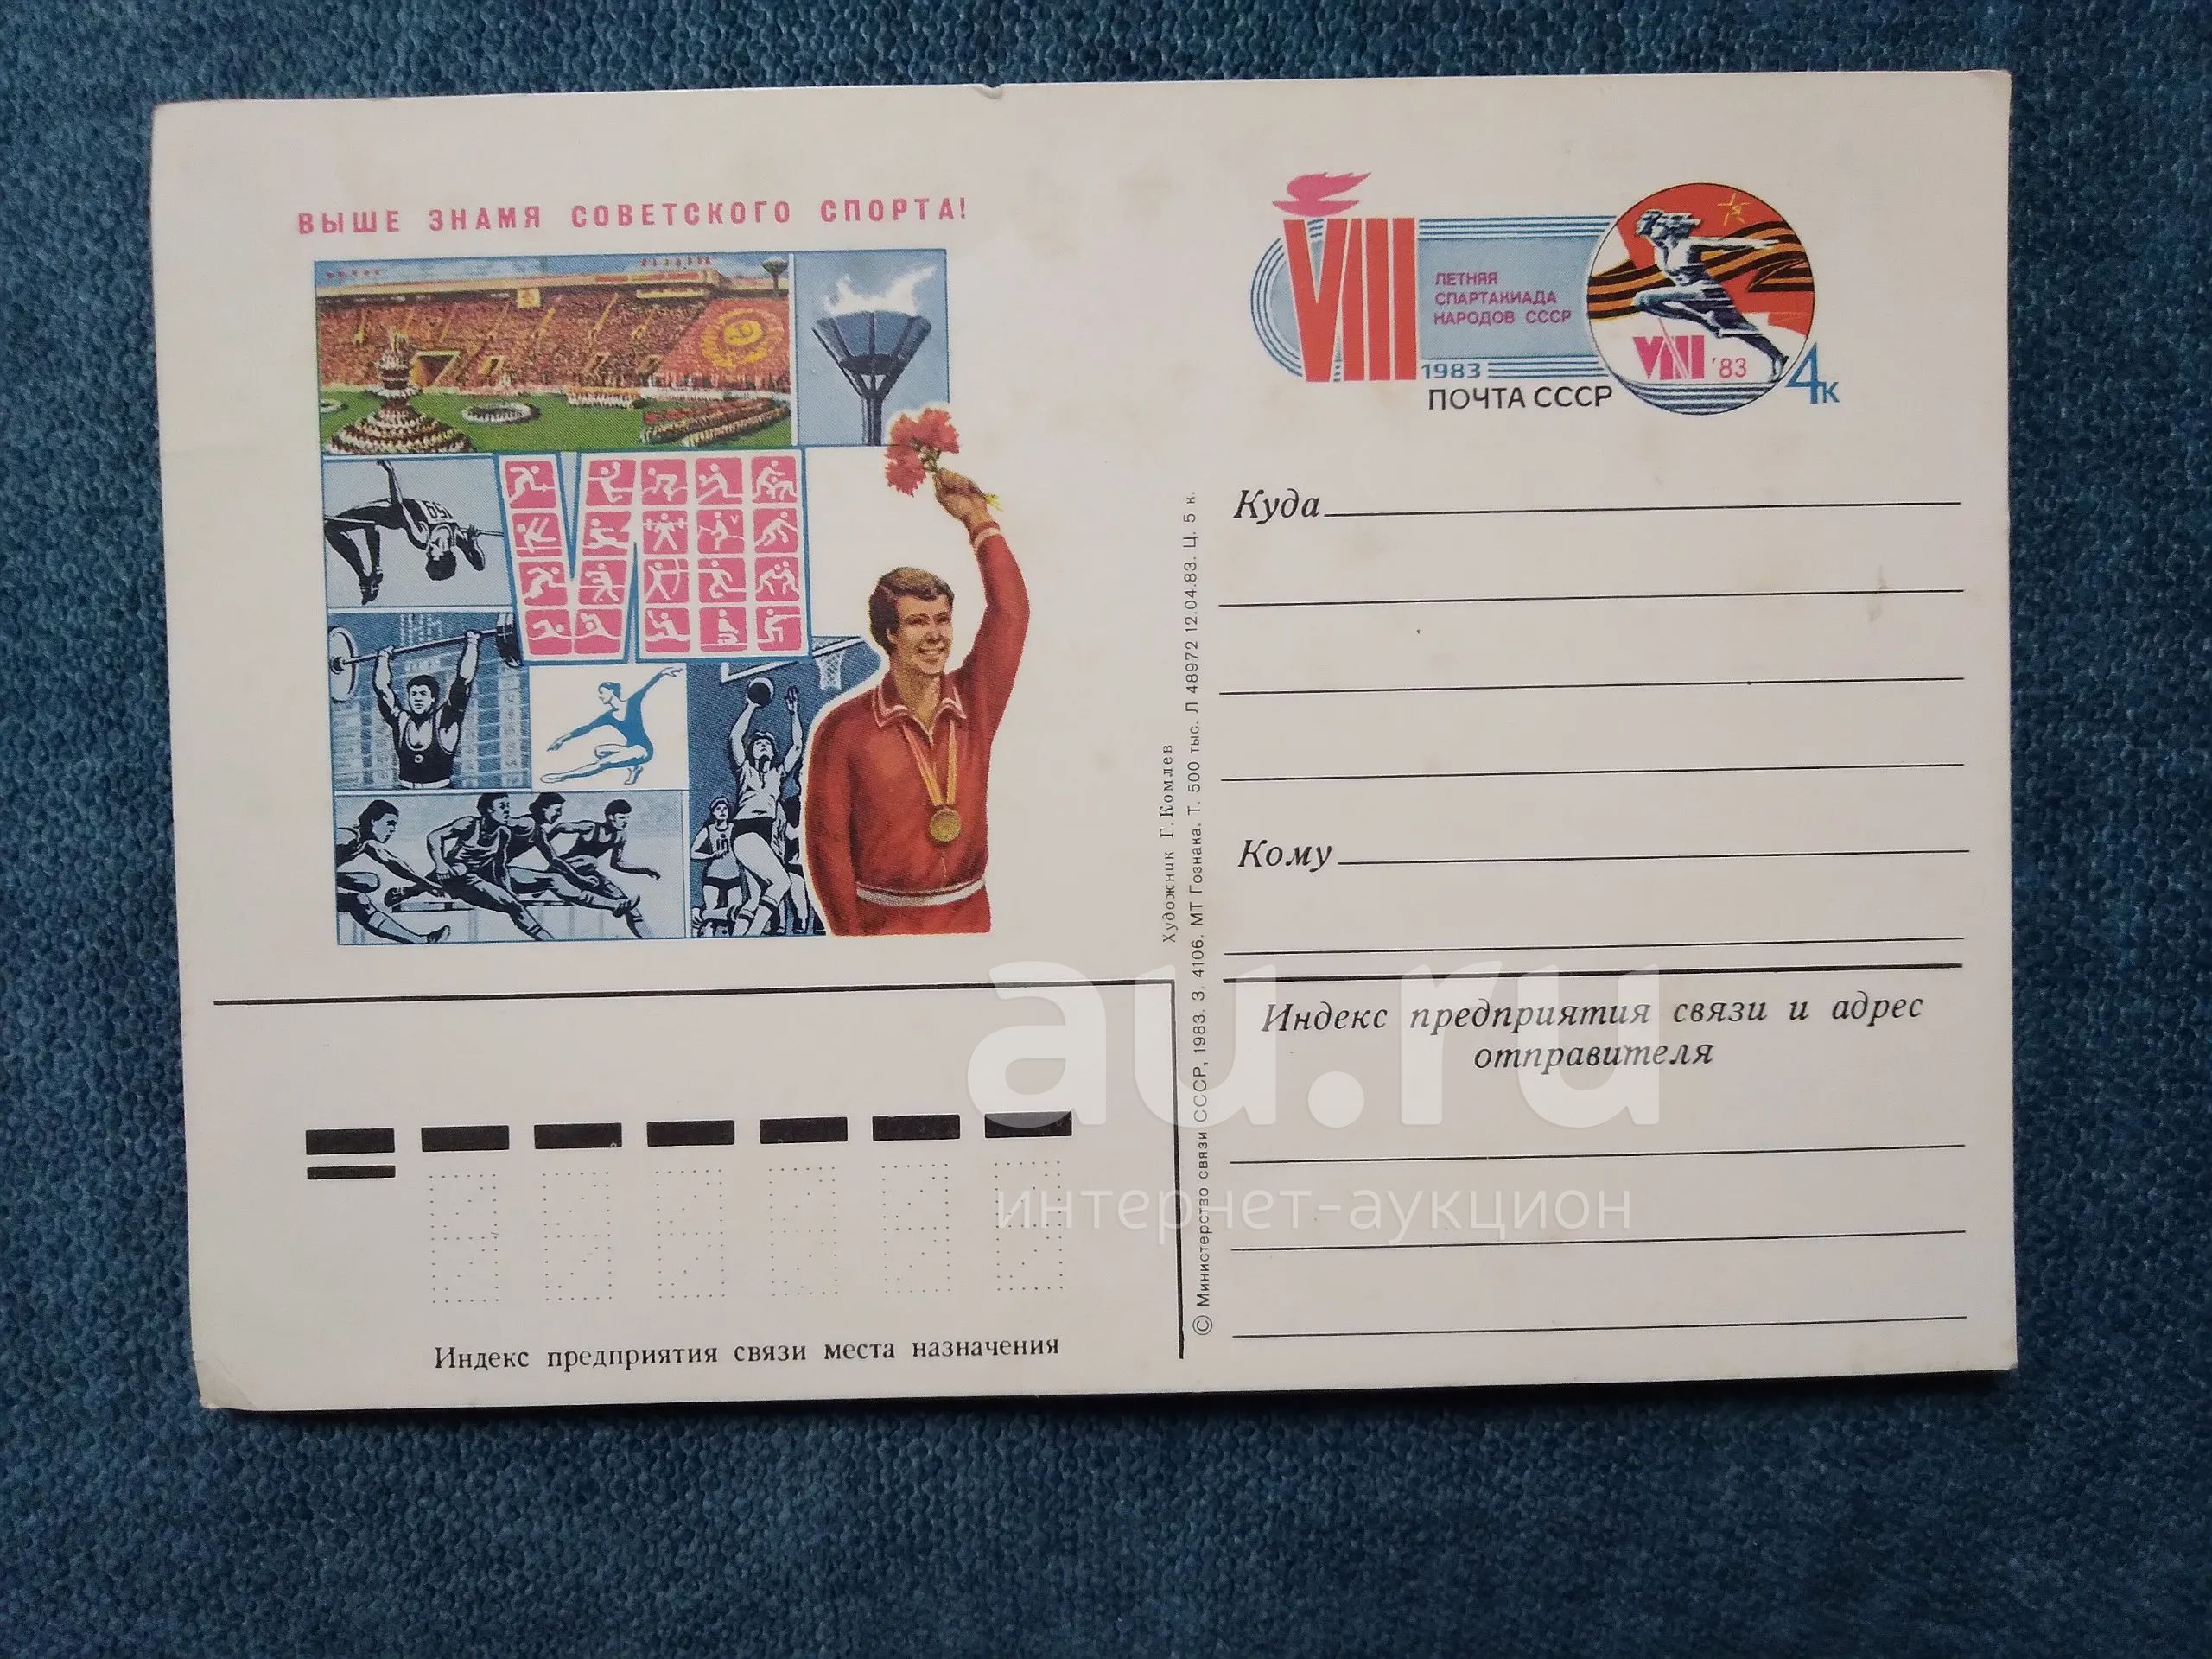 ВЫШЕ ЗНАМЯ СОВЕТСКОГО СПОРТА!
VIII
ЛЕТНЯЯ
СПАРТАКИАДА
НАРОДОВ СССР
1983
ПОЧТА СССР
VIII '83
4к
Куда
Кому
Индекс предприятия связи и адрес
отправителя
Художник Г. Комлев
© Министерство связи СССР, 1983. З. 4106. МТ Гознака. Т. 500 тыс. Л 48972 12.04.83. Ц. 5 к.
Индекс предприятия связи места назначения
au.ru
интернет-аукцион